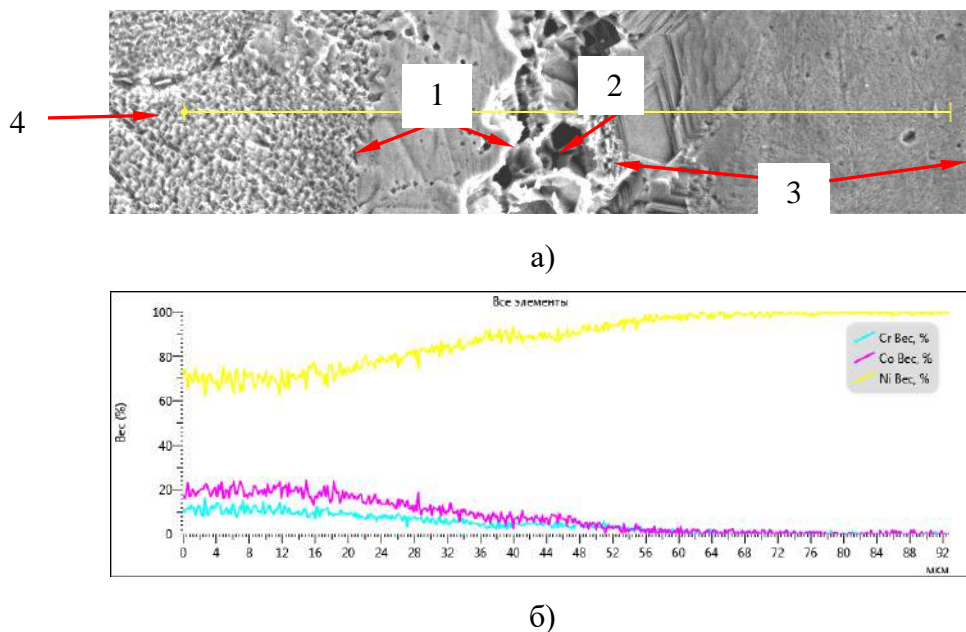 1
2
4
3
а)
Все элементы
100
80
60
40
20
0
Вес (%)
Cr Вес, %
Co Вес, %
Ni Вес, %
0 4 8 12 16 20 24 28 32 36 40 44 48 52 56 60 64 68 72 76 80 84 88 92
мкм
б)